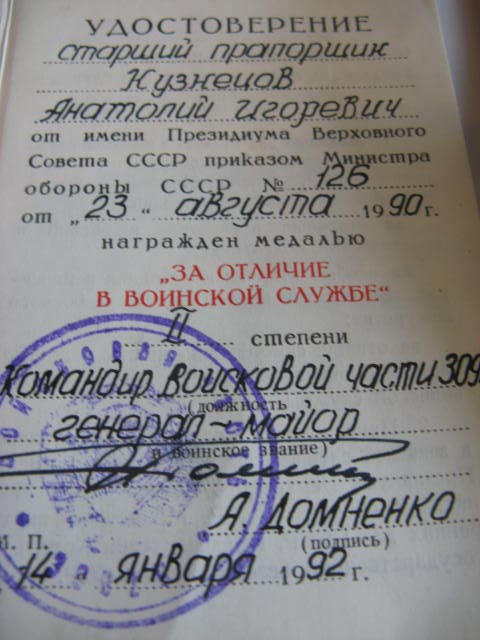 УДОСТОВЕРЕНИЕ
старший прапорщик
Кузнецов
Анатолий Игоревич
от имени Президиума Верховного
Совета СССР приказом Министра
обороны СССР № 126
от „23“ августа 1990 г.
награжден медалью
„ЗА ОТЛИЧИЕ
В ВОИНСКОЙ СЛУЖБЕ“
II степени
Командир воисковой части 309
(должность
генерал-майор
и воинское звание)
А. Домненко
(подпись)
М. П.
14 января 1992 г.